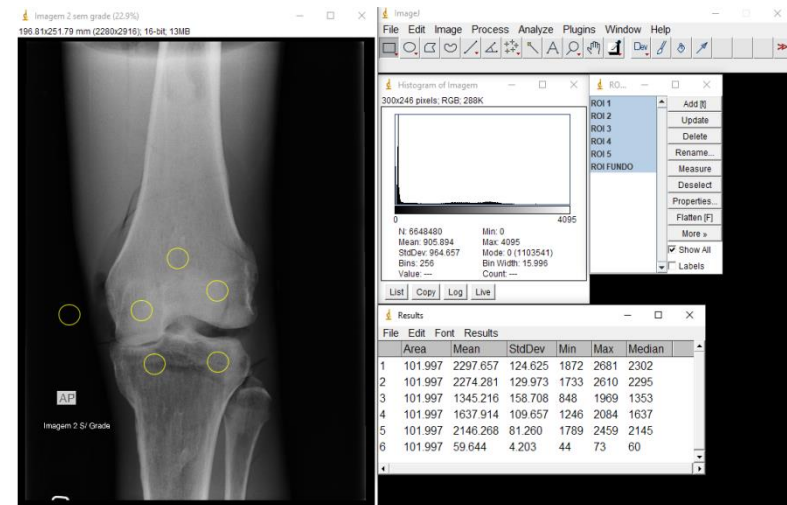 Imagem 2 sem grade (22.9%)
196.81x251.79 mm (2280x2916); 16-bit; 13MB
AP
Imagem 2 S/ Grade
ImageJ
File Edit Image Process Analyze Plugins Window Help
Dev
Histogram of Imagem
300x246 pixels; RGB; 288K
0 4095
N: 6648480 Min: 0
Mean: 905.894 Max: 4095
StdDev: 964.657 Mode: 0 (1103541)
Bins: 256 Bin Width: 15.996
Value: --- Count: ---
List Copy Log Live
RO...
ROI 1
ROI 2
ROI 3
ROI 4
ROI 5
ROI FUNDO
Add [t]
Update
Delete
Rename...
Measure
Deselect
Properties...
Flatten [F]
More »
Show All
Labels
Results
File Edit Font Results
Area Mean StdDev Min Max Median
1 101.997 2297.657 124.625 1872 2681 2302
2 101.997 2274.281 129.973 1733 2610 2295
3 101.997 1345.216 158.708 848 1969 1353
4 101.997 1637.914 109.657 1246 2084 1637
5 101.997 2146.268 81.260 1789 2459 2145
6 101.997 59.644 4.203 44 73 60